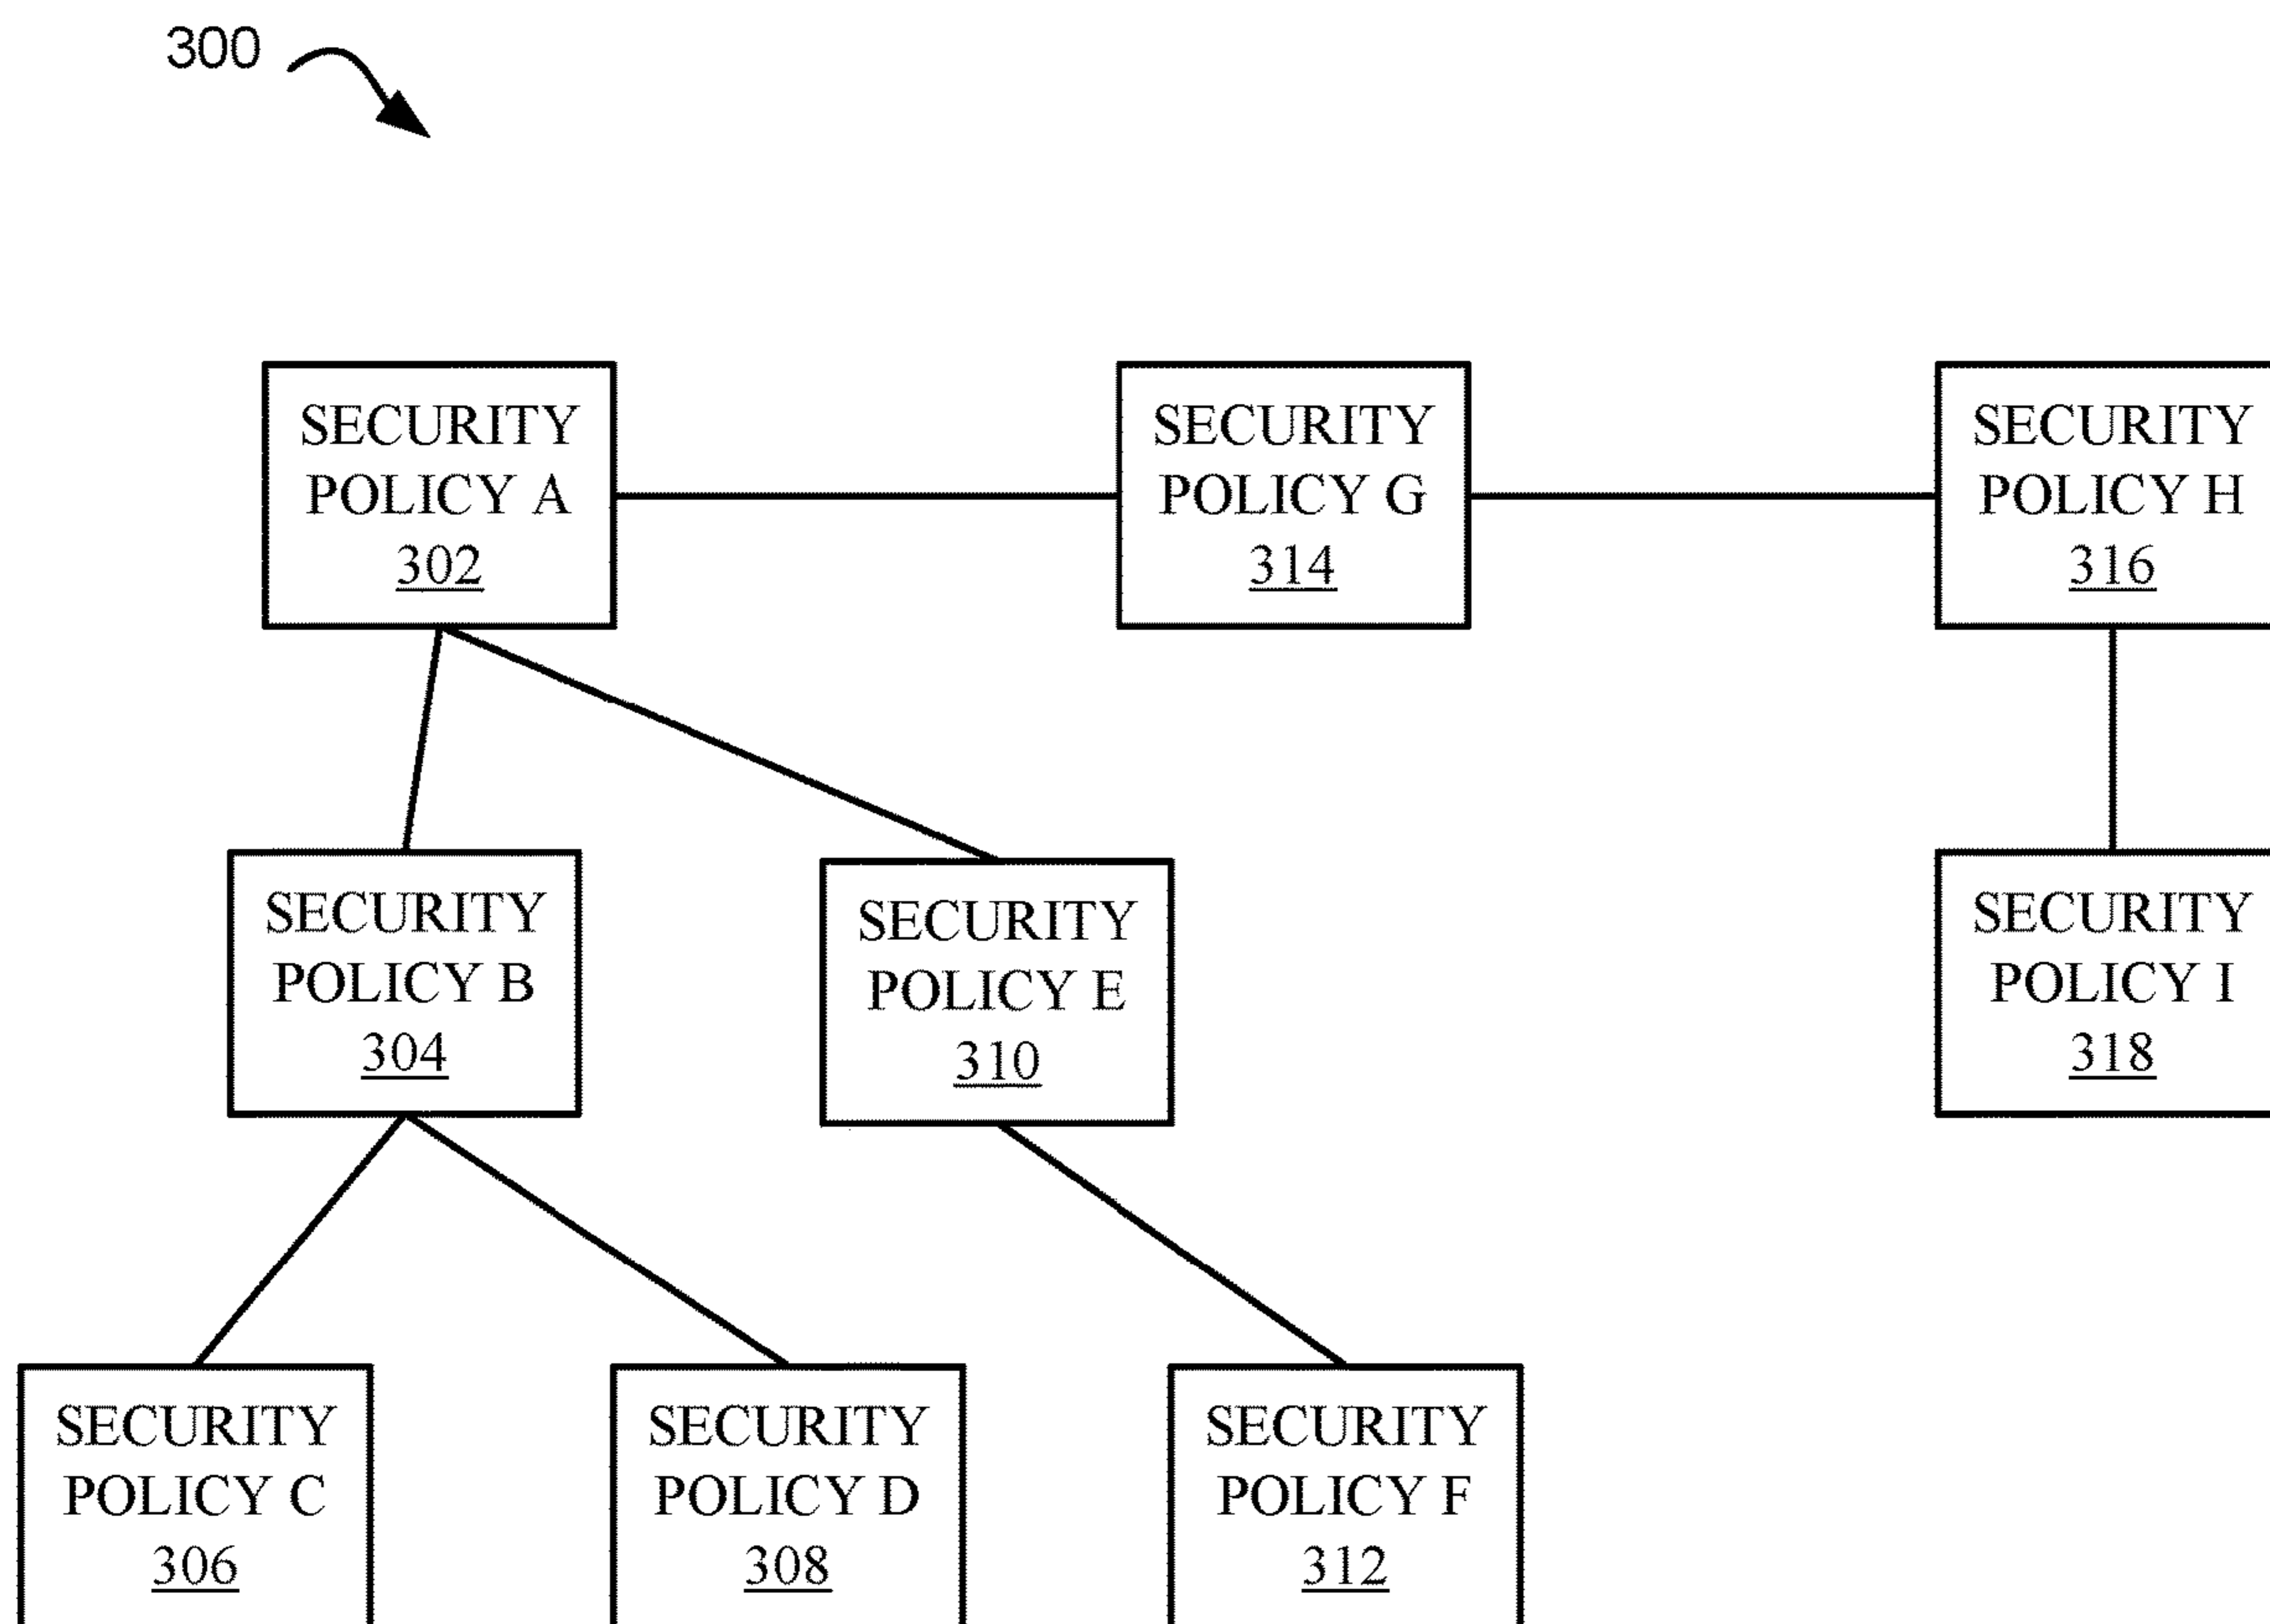 300
SECURITY
POLICY A
302
SECURITY
POLICY G
314
SECURITY
POLICY H
316
SECURITY
POLICY B
304
SECURITY
POLICY E
310
SECURITY
POLICY I
318
SECURITY
POLICY C
306
SECURITY
POLICY D
308
SECURITY
POLICY F
312